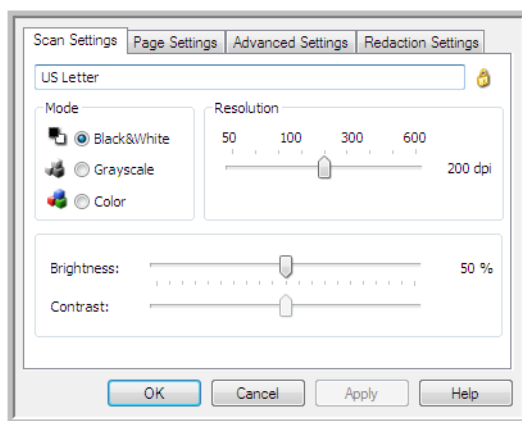 Scan Settings Page Settings Advanced Settings Redaction Settings
US Letter
Mode Resolution
Black&White 50 100 300 600
Grayscale 200 dpi
Color
Brightness: 50 %
Contrast:
OK Cancel Apply Help